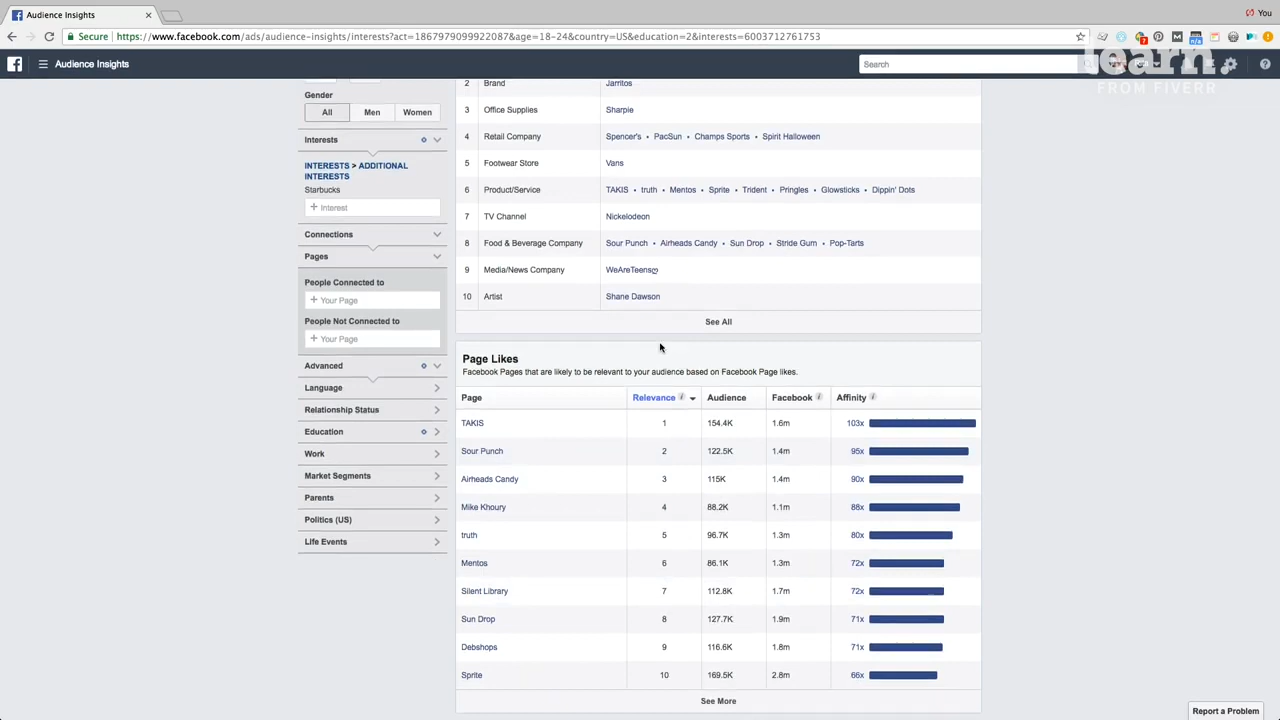 Audience Insights
You
Secure https://www.facebook.com/ads/audience-insights/interests?act=1867979099922087&age=18-24&country=US&education=2&interests=6003712761753
Audience Insights
Search
learn.
FROM FIVERR
Gender
All Men Women
Interests
INTERESTS > ADDITIONAL
INTERESTS
Starbucks
+ Interest
Connections
Pages
People Connected to
+ Your Page
People Not Connected to
+ Your Page
Advanced
Language
Relationship Status
Education
Work
Market Segments
Parents
Politics (US)
Life Events
2 Brand Jarritos
3 Office Supplies Sharpie
4 Retail Company Spencer's • PacSun • Champs Sports • Spirit Halloween
5 Footwear Store Vans
6 Product/Service TAKIS • truth • Mentos • Sprite • Trident • Pringles • Glowsticks • Dippin' Dots
7 TV Channel Nickelodeon
8 Food & Beverage Company Sour Punch • Airheads Candy • Sun Drop • Stride Gum • Pop-Tarts
9 Media/News Company WeAreTeensღ
10 Artist Shane Dawson
See All
Page Likes
Facebook Pages that are likely to be relevant to your audience based on Facebook Page likes.
Page Relevance Audience Facebook Affinity
TAKIS 1 154.4K 1.6m 103x
Sour Punch 2 122.5K 1.4m 95x
Airheads Candy 3 115K 1.4m 90x
Mike Khoury 4 88.2K 1.1m 88x
truth 5 96.7K 1.3m 80x
Mentos 6 86.1K 1.3m 72x
Silent Library 7 112.8K 1.7m 72x
Sun Drop 8 127.7K 1.9m 71x
Debshops 9 116.6K 1.8m 71x
Sprite 10 169.5K 2.8m 66x
See More
Report a Problem